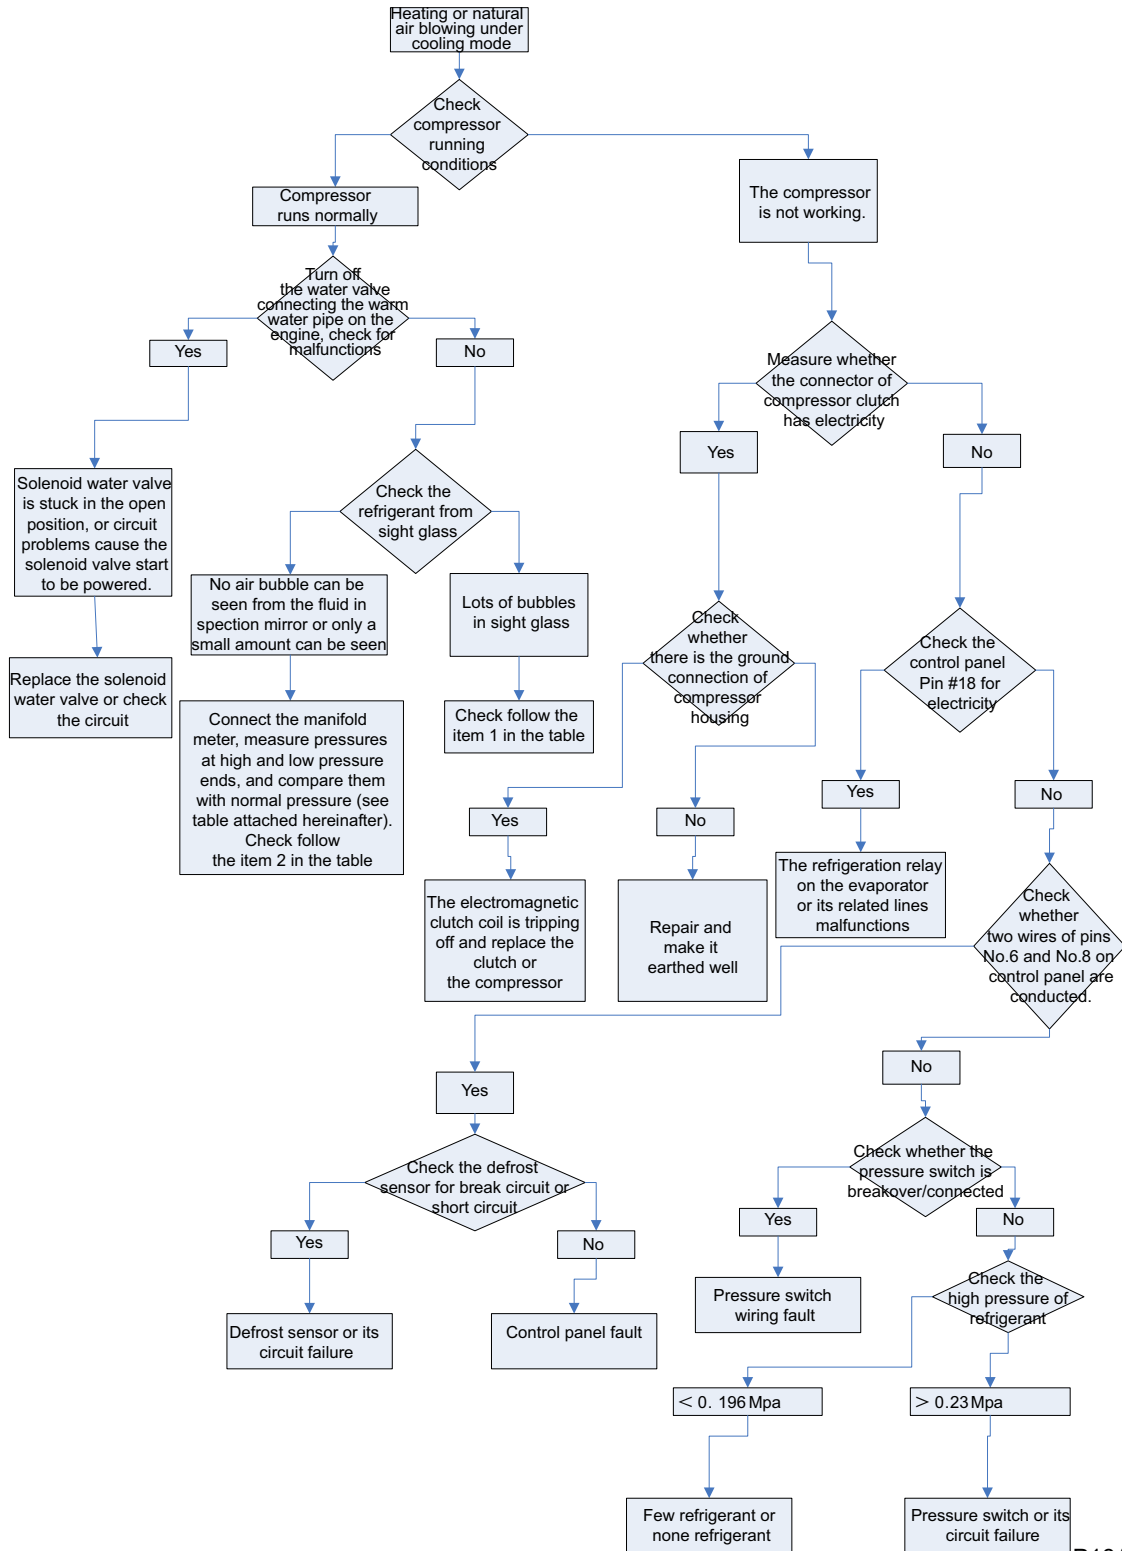 Heating or natural
air blowing under
cooling mode
Check
compressor
running
conditions
Compressor
runs normally
The compressor
is not working.
Turn off
the water valve
connecting the warm
water pipe on the
engine, check for
malfunctions
Yes
No
Measure whether
the connector of
compressor clutch
has electricity
Yes
No
Solenoid water valve
is stuck in the open
position, or circuit
problems cause the
solenoid valve start
to be powered.
Check the
refrigerant from
sight glass
No air bubble can be
seen from the fluid in
spection mirror or only a
small amount can be seen
Lots of bubbles
in sight glass
Check
whether
there is the ground
connection of
compressor
housing
Check the
control panel
Pin #18 for
electricity
Replace the solenoid
water valve or check
the circuit
Connect the manifold
meter, measure pressures
at high and low pressure
ends, and compare them
with normal pressure (see
table attached hereinafter).
Check follow
the item 2 in the table
Check follow the
item 1 in the table
Yes
No
Yes
No
The electromagnetic
clutch coil is tripping
off and replace the
clutch or
the compressor
Repair and
make it
earthed well
The refrigeration relay
on the evaporator
or its related lines
malfunctions
Check
whether
two wires of pins
No.6 and No.8 on
control panel are
conducted.
Yes
No
Check the defrost
sensor for break circuit or
short circuit
Check whether the
pressure switch is
breakover/connected
Yes
No
Yes
No
Defrost sensor or its
circuit failure
Control panel fault
Pressure switch
wiring fault
Check the
high pressure of
refrigerant
＜0. 196Mpa
＞0.23Mpa
Few refrigerant or
none refrigerant
Pressure switch or its
circuit failure